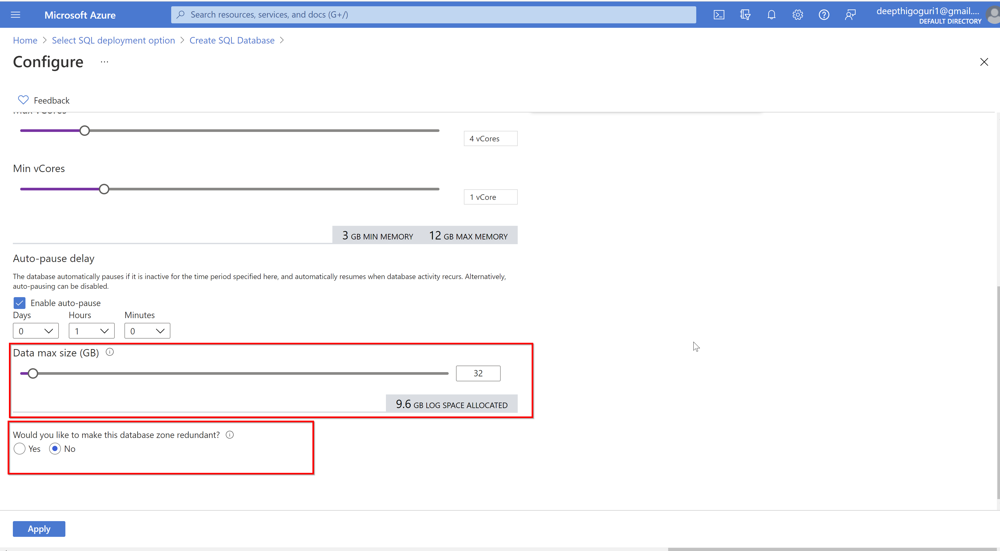 Microsoft Azure
Search resources, services, and docs (G+/)
deepthigoguri1@gmail....
DEFAULT DIRECTORY
Home > Select SQL deployment option > Create SQL Database >
Configure ...
Feedback
Max vCores
4 vCores
Min vCores
1 vCore
3 GB MIN MEMORY 12 GB MAX MEMORY
Auto-pause delay
The database automatically pauses if it is inactive for the time period specified here, and automatically resumes when database activity recurs. Alternatively,
auto-pausing can be disabled.
Enable auto-pause
Days Hours Minutes
0 1 0
Data max size (GB)
32
9.6 GB LOG SPACE ALLOCATED
Would you like to make this database zone redundant?
Yes No
Apply